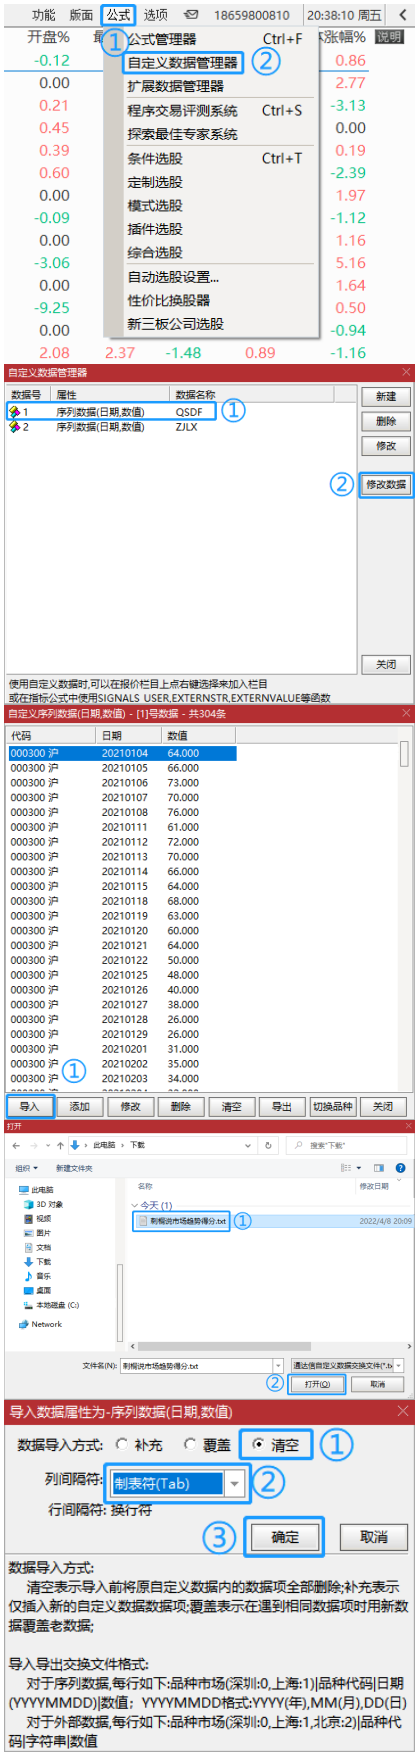 功能 版面 公式 选项 18659800810 20:38:10 周五
开盘% ① 公式管理器 Ctrl+F 涨幅% 说明
-0.12 自定义数据管理器 ② 0.86
0.00 扩展数据管理器 2.77
0.21 程序交易评测系统 Ctrl+S -3.13
0.45 探索最佳专家系统 0.00
0.39 条件选股 Ctrl+T 0.19
0.60 定制选股 -2.39
0.00 模式选股 1.97
-0.09 插件选股 -1.12
0.00 综合选股 1.16
-3.06 5.16
0.00 自动选股设置... 1.64
-9.25 性价比换股器 0.50
0.00 新三板公司选股 -0.94
2.08 2.37 -1.48 0.89 -1.16
自定义数据管理器
数据号 属性 数据名称 新建
1 序列数据(日期,数值) QSDF ①
2 序列数据(日期,数值) ZJLX 删除
修改
② 修改数据
关闭
使用自定义数据时,可以在报价栏目上点右键选择来加入栏目
或在指标公式中使用SIGNALS_USER,EXTERNSTR,EXTERNVALUE等函数
自定义序列数据(日期,数值) - [1]号数据 - 共304条
代码 日期 数值
000300 沪 20210104 64.000
000300 沪 20210105 66.000
000300 沪 20210106 73.000
000300 沪 20210107 70.000
000300 沪 20210108 76.000
000300 沪 20210111 61.000
000300 沪 20210112 72.000
000300 沪 20210113 70.000
000300 沪 20210114 66.000
000300 沪 20210115 64.000
000300 沪 20210118 68.000
000300 沪 20210119 63.000
000300 沪 20210120 60.000
000300 沪 20210121 64.000
000300 沪 20210122 50.000
000300 沪 20210125 48.000
000300 沪 20210126 40.000
000300 沪 20210127 38.000
000300 沪 20210128 26.000
000300 沪 20210129 26.000
000300 沪 20210201 31.000
000300 沪 20210202 35.000
000300 沪 ① 20210203 34.000
导入 添加 修改 删除 清空 导出 切换品种 关闭
打开
此电脑 › 下载 搜索"下载"
组织 新建文件夹
此电脑 名称 修改日期
3D 对象 今天 (1)
视频 刺桐说市场趋势得分.txt ① 2022/4/8 20:09
图片
文档
下载
音乐
桌面
本地磁盘 (C:)
Network
文件名(N): 刺桐说市场趋势得分.txt 通达信自定义数据交换文件(*.tx
② 打开(O) 取消
导入数据属性为-序列数据(日期,数值)
数据导入方式: 补充 覆盖 清空 ①
列间隔符: 制表符(Tab) ②
行间隔符: 换行符
③ 确定 取消
数据导入方式:
清空表示导入前将原自定义数据内的数据项全部删除;补充表示
仅插入新的自定义数据数据项;覆盖表示在遇到相同数据项时用新数
据覆盖老数据;
导入导出交换文件格式:
对于序列数据,每行如下:品种市场(深圳:0,上海:1)|品种代码|日期
(YYYYMMDD)|数值; YYYYMMDD格式:YYYY(年),MM(月),DD(日)
对于外部数据,每行如下:品种市场(深圳:0,上海:1,北京:2)|品种代
码|字符串|数值